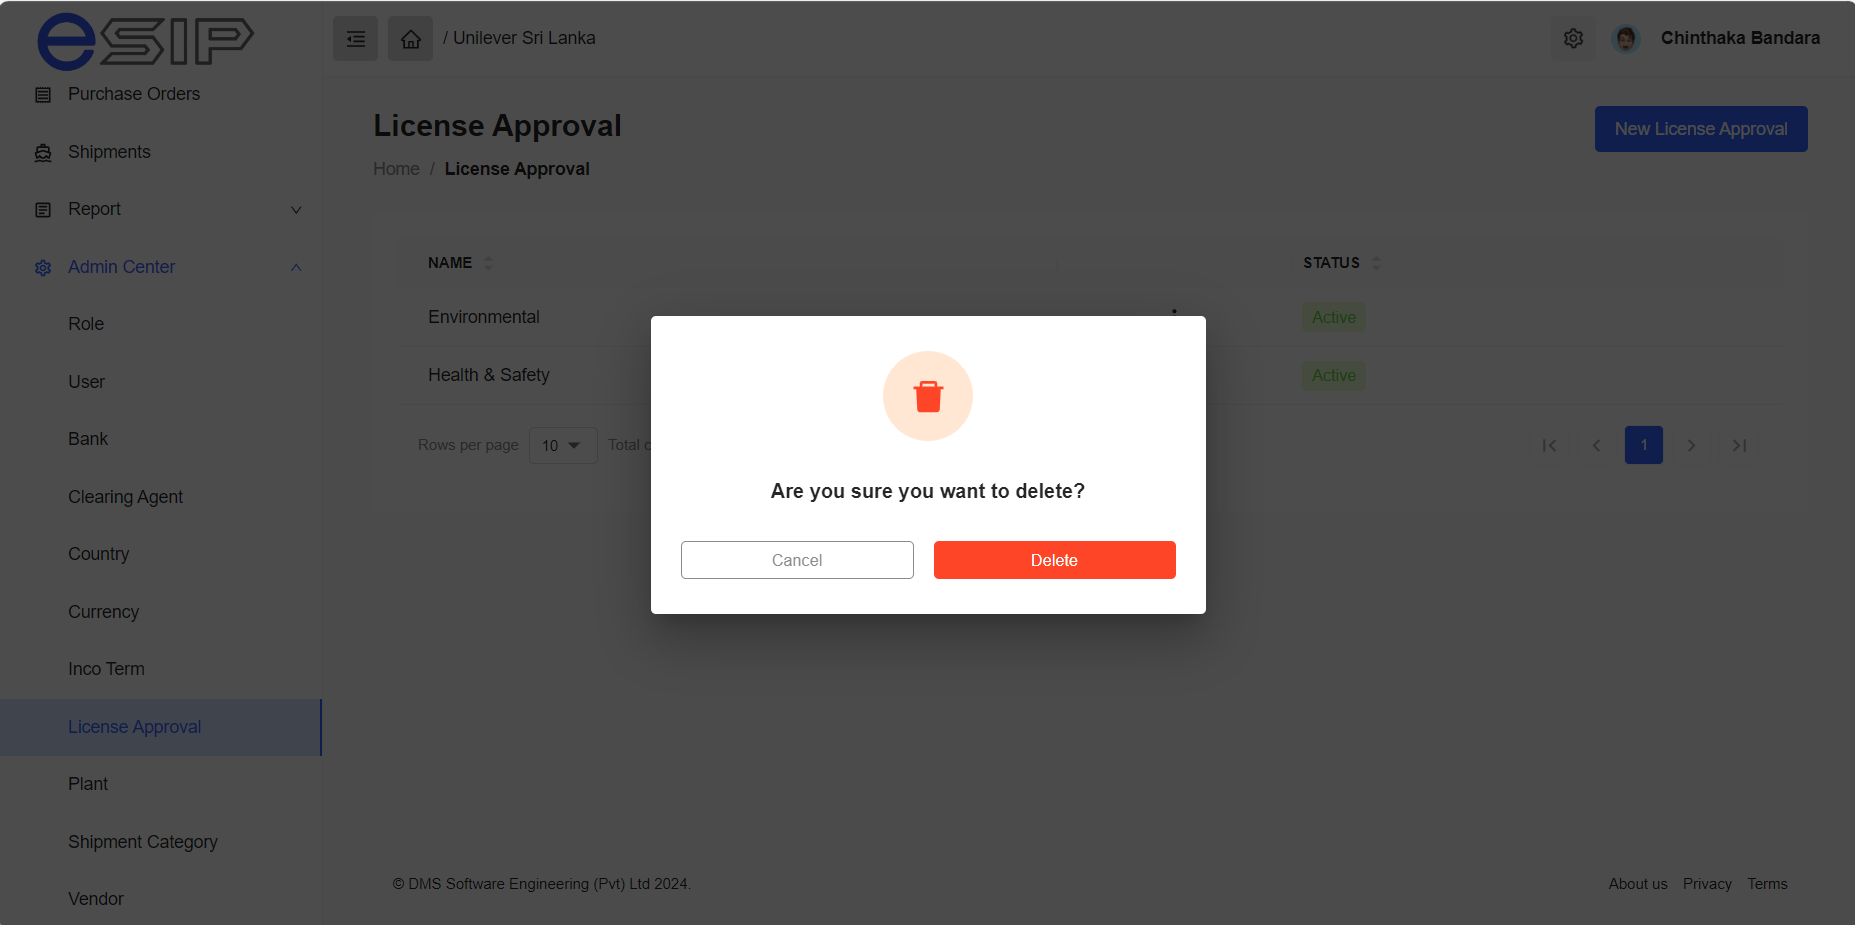 eSIP
/ Unilever Sri Lanka
Chinthaka Bandara
Purchase Orders
Shipments
Report
Admin Center
Role
User
Bank
Clearing Agent
Country
Currency
Inco Term
License Approval
Plant
Shipment Category
Vendor
License Approval
New License Approval
Home / License Approval
NAME
STATUS
Environmental
Active
Health & Safety
Active
Rows per page
10
Total
1
Are you sure you want to delete?
Cancel
Delete
© DMS Software Engineering (Pvt) Ltd 2024.
About us
Privacy
Terms